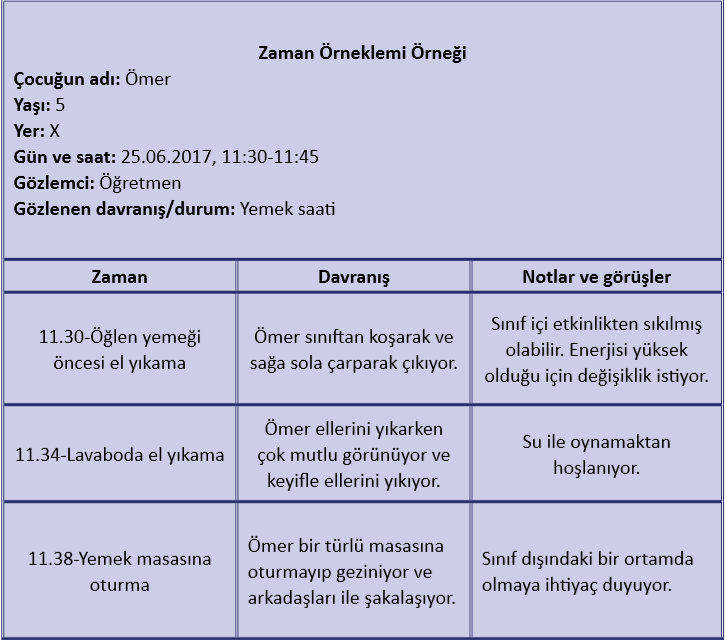 Zaman Örneklemi Örneği
Çocuğun adı: Ömer
Yaşı: 5
Yer: X
Gün ve saat: 25.06.2017, 11:30-11:45
Gözlemci: Öğretmen
Gözlenen davranış/durum: Yemek saati
Zaman
Davranış
Notlar ve görüşler
11.30-Öğlen yemeği
öncesi el yıkama
Ömer sınıftan koşarak ve
sağa sola çarparak çıkıyor.
Sınıf içi etkinlikten sıkılmış
olabilir. Enerjisi yüksek
olduğu için değişiklik istiyor.
11.34-Lavaboda el yıkama
Ömer ellerini yıkarken
çok mutlu görünüyor ve
keyifle ellerini yıkıyor.
Su ile oynamaktan
hoşlanıyor.
11.38-Yemek masasına
oturma
Ömer bir türlü masasına
oturmayıp geziniyor ve
arkadaşları ile şakalaşıyor.
Sınıf dışındaki bir ortamda
olmaya ihtiyaç duyuyor.